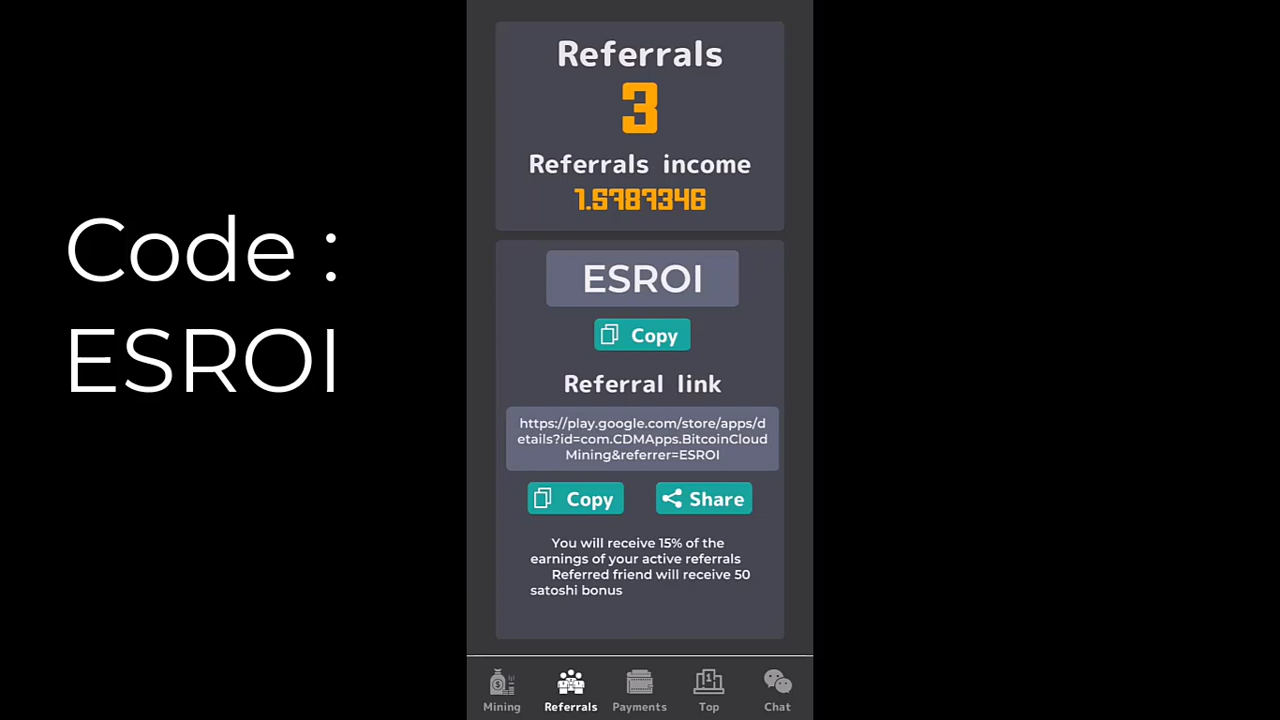 Code :
ESROI
Referrals
3
Referrals income
1.5787346
ESROI
Copy
Referral link
https://play.google.com/store/apps/d
etails?id=com.CDMApps.BitcoinCloud
Mining&referrer=ESROI
Copy
Share
You will receive 15% of the
earnings of your active referrals
Referred friend will receive 50
satoshi bonus
Mining
Referrals
Payments
Top
Chat